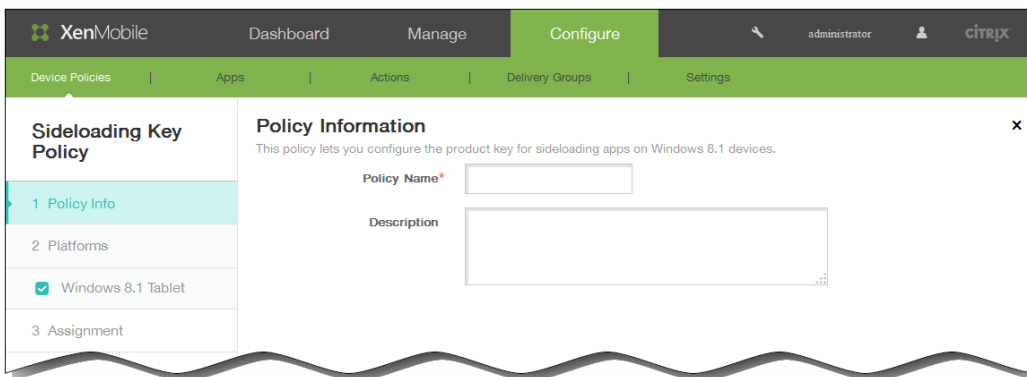 XenMobile Dashboard Manage Configure administrator CITRIX
Device Policies | Apps | Actions | Delivery Groups | Settings
Sideloading Key
Policy
1 Policy Info
2 Platforms
Windows 8.1 Tablet
3 Assignment
Policy Information
This policy lets you configure the product key for sideloading apps on Windows 8.1 devices.
Policy Name*
Description